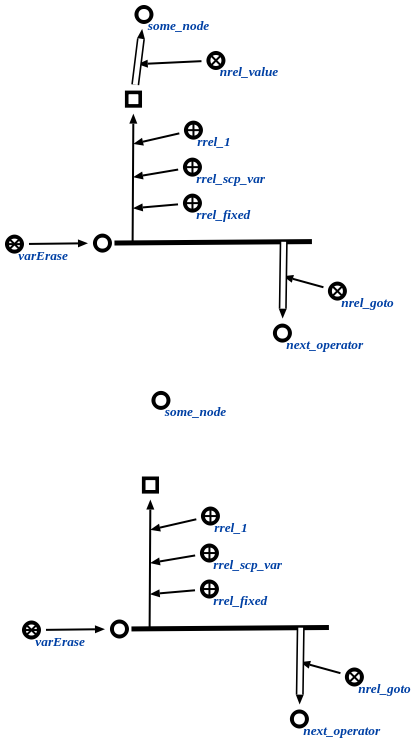 some_node
nrel_value
rrel_1
rrel_scp_var
rrel_fixed
varErase
nrel_goto
next_operator
some_node
rrel_1
rrel_scp_var
rrel_fixed
varErase
nrel_goto
next_operator